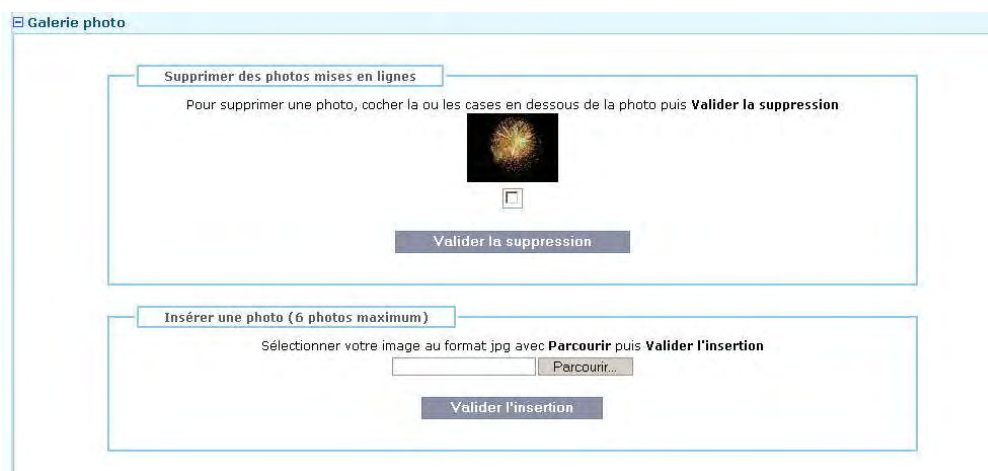 Galerie photo
Supprimer des photos mises en lignes
Pour supprimer une photo, cocher la ou les cases en dessous de la photo puis Valider la suppression
Valider la suppression
Insérer une photo (6 photos maximum)
Sélectionner votre image au format jpg avec Parcourir puis Valider l'insertion
Parcourir...
Valider l'insertion